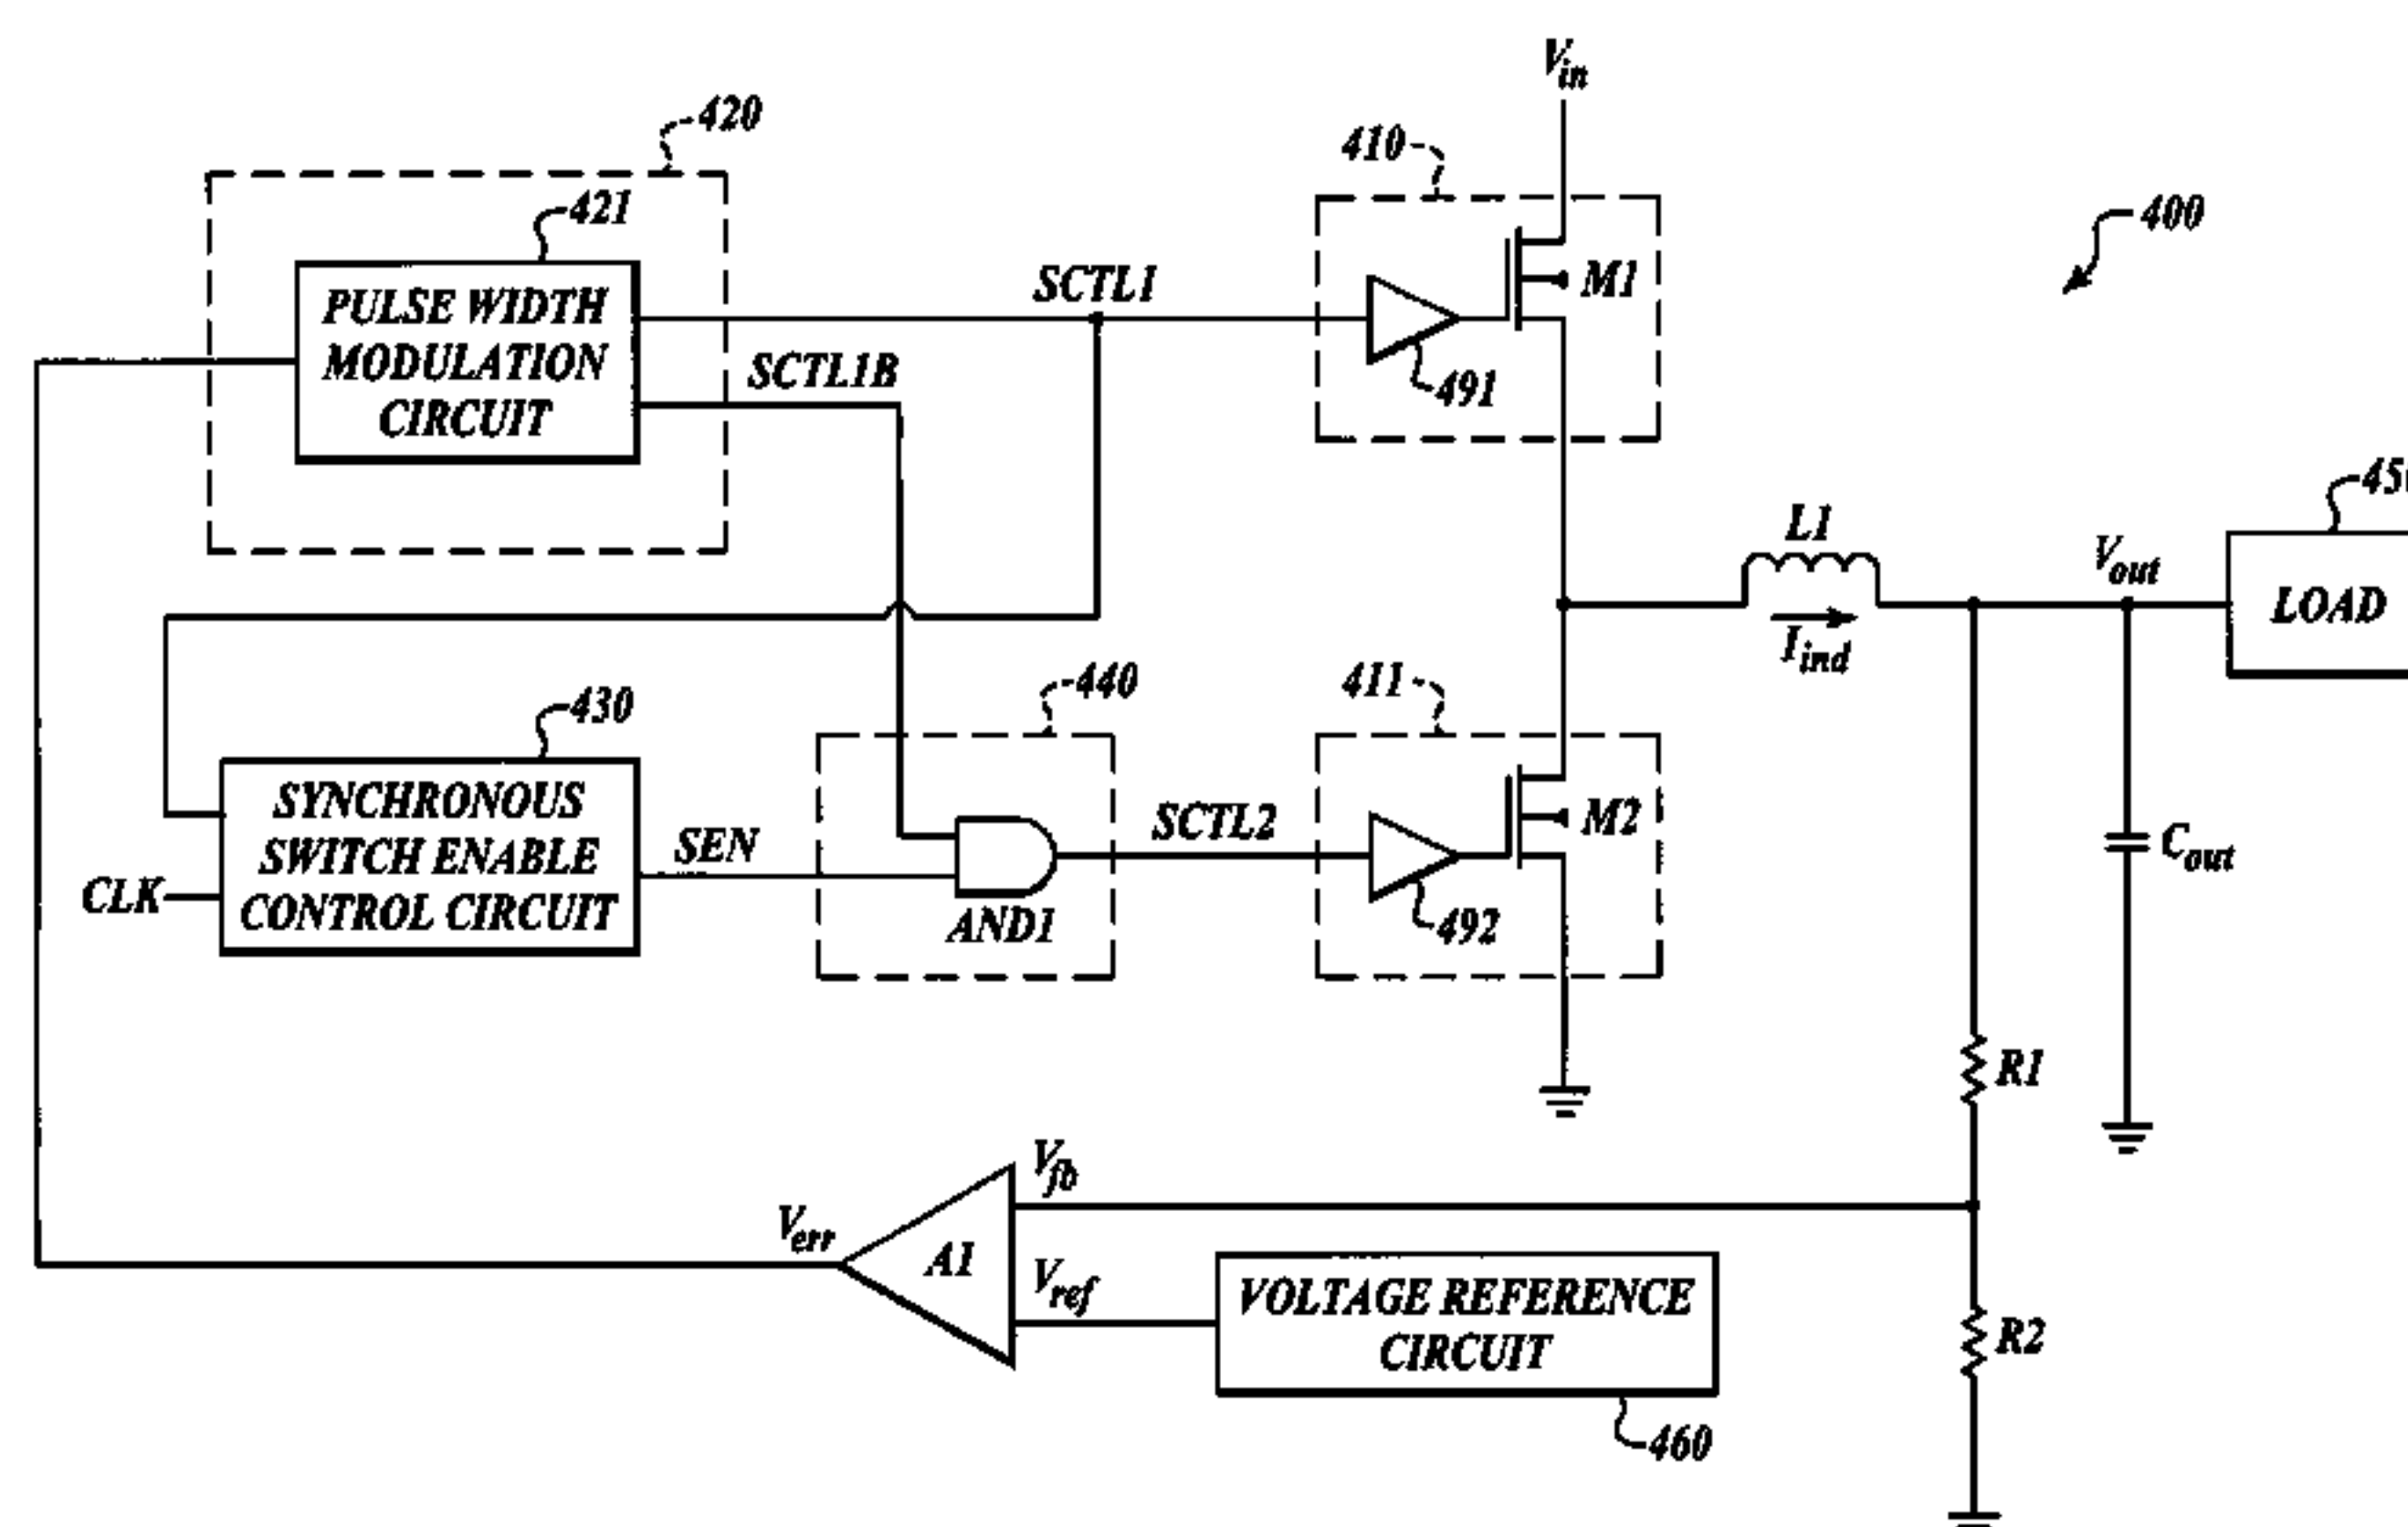 Vin
420
410
421
400
PULSE WIDTH
MODULATION
CIRCUIT
SCTL1
M1
SCTL1B
491
L1
Vout
LOAD
Iind
430
440
411
SYNCHRONOUS
SWITCH ENABLE
CONTROL CIRCUIT
CLK
SEN
SCTL2
M2
AND1
492
Cout
R1
Vfb
Verr
A1
Vref
VOLTAGE REFERENCE
CIRCUIT
R2
460